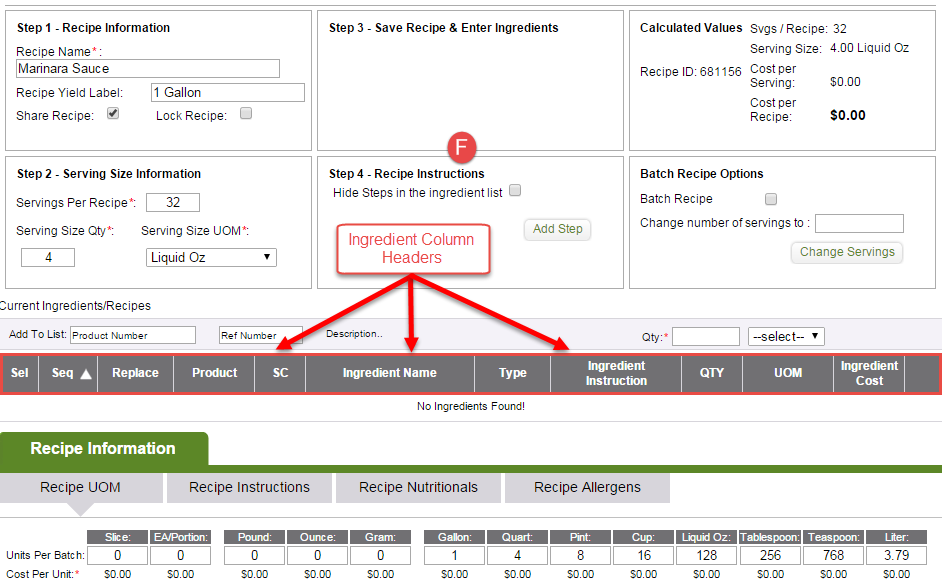 Step 1 - Recipe Information
Recipe Name*:
Marinara Sauce
Recipe Yield Label: 1 Gallon
Share Recipe: Lock Recipe:
Step 3 - Save Recipe & Enter Ingredients
Calculated Values Svgs / Recipe: 32
Serving Size: 4.00 Liquid Oz
Recipe ID: 681156
Cost per Serving: $0.00
Cost per Recipe: $0.00
F
Step 2 - Serving Size Information
Servings Per Recipe*: 32
Serving Size Qty*: Serving Size UOM*:
4 Liquid Oz
Step 4 - Recipe Instructions
Hide Steps in the ingredient list
Add Step
Ingredient Column
Headers
Batch Recipe Options
Batch Recipe
Change number of servings to :
Change Servings
Current Ingredients/Recipes
Add To List: Product Number Ref Number Description.. Qty:* --select--
Sel Seq Replace Product SC Ingredient Name Type Ingredient Instruction QTY UOM Ingredient Cost
No Ingredients Found!
Recipe Information
Recipe UOM Recipe Instructions Recipe Nutritionals Recipe Allergens
Slice: EA/Portion: Pound: Ounce: Gram: Gallon: Quart: Pint: Cup: Liquid Oz: Tablespoon: Teaspoon: Liter:
Units Per Batch: 0 0 0 0 0 1 4 8 16 128 256 768 3.79
Cost Per Unit:* $0.00 $0.00 $0.00 $0.00 $0.00 $0.00 $0.00 $0.00 $0.00 $0.00 $0.00 $0.00 $0.00